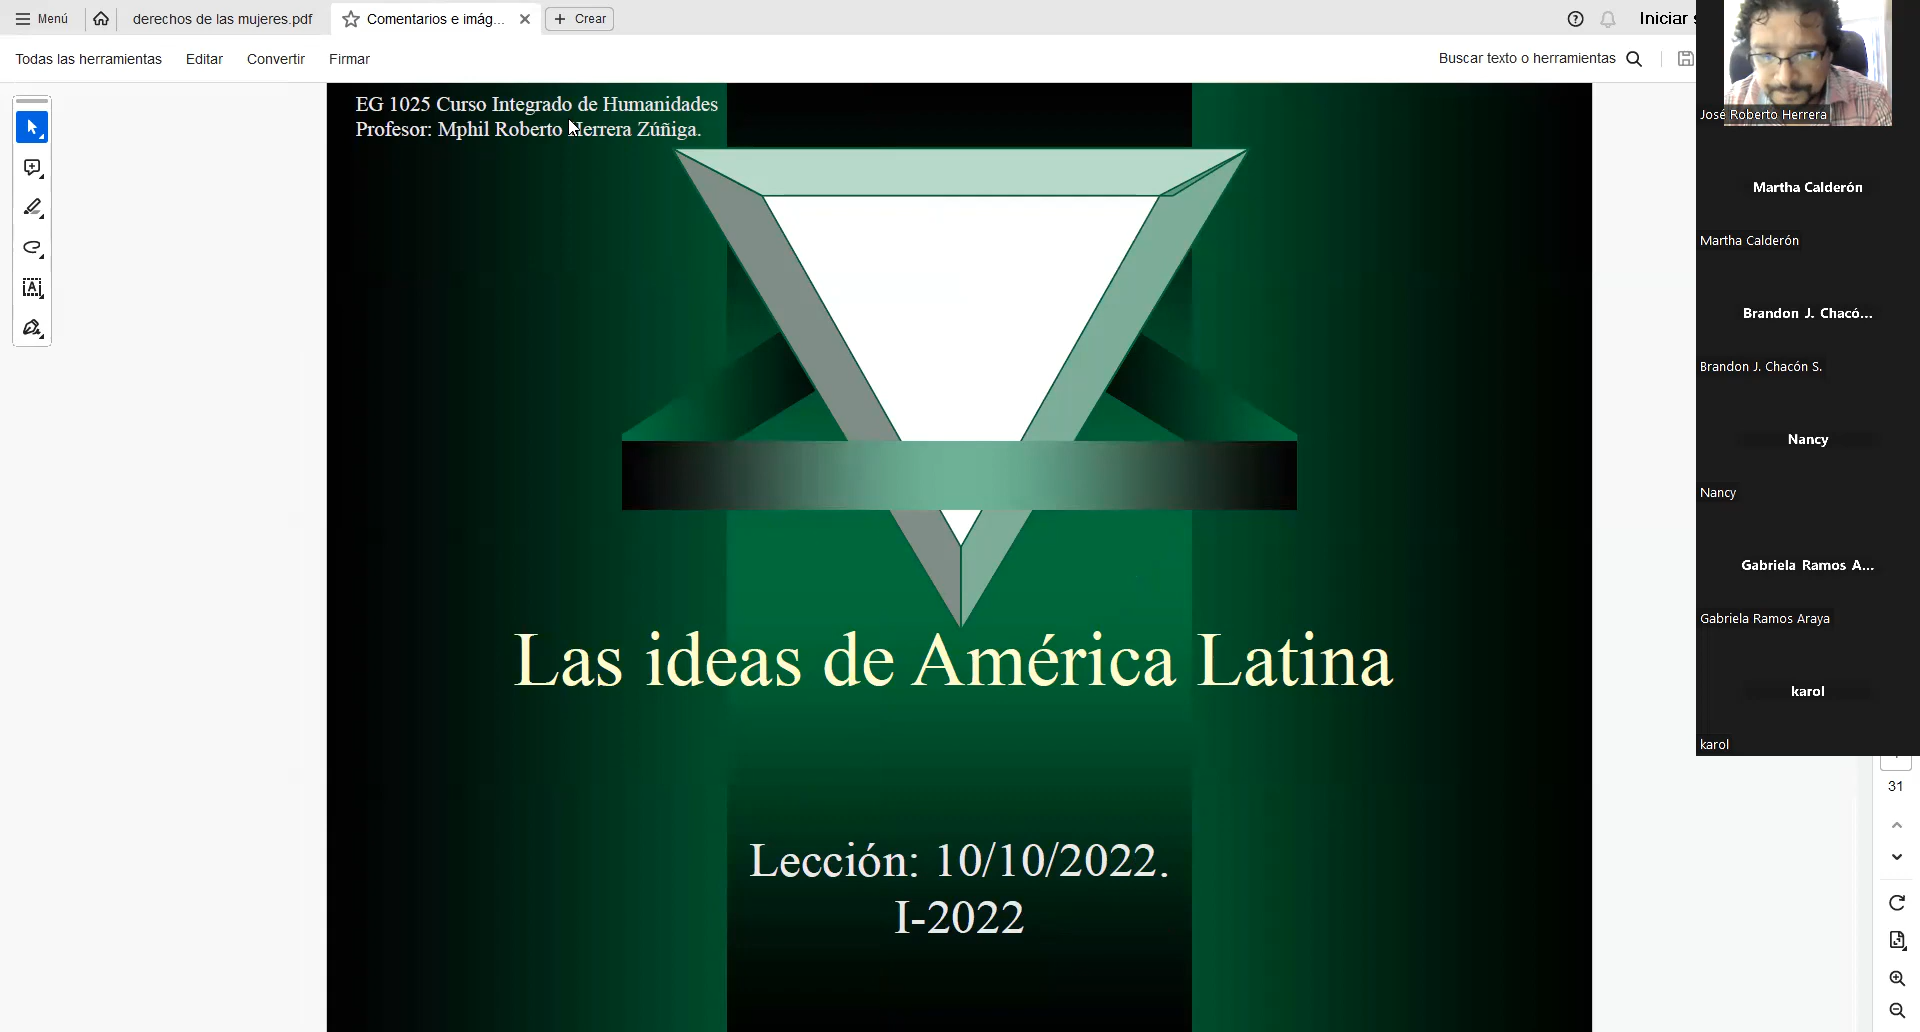 Menú
derechos de las mujeres.pdf
Comentarios e imág...
Crear
Iniciar
Todas las herramientas
Editar
Convertir
Firmar
Buscar texto o herramientas
EG 1025 Curso Integrado de Humanidades
Profesor: Mphil Roberto Herrera Zúñiga.
Las ideas de América Latina
Lección: 10/10/2022.
I-2022
José Roberto Herrera
Martha Calderón
Martha Calderón
Brandon J. Chacó...
Brandon J. Chacón S.
Nancy
Nancy
Gabriela Ramos A...
Gabriela Ramos Araya
karol
karol
31